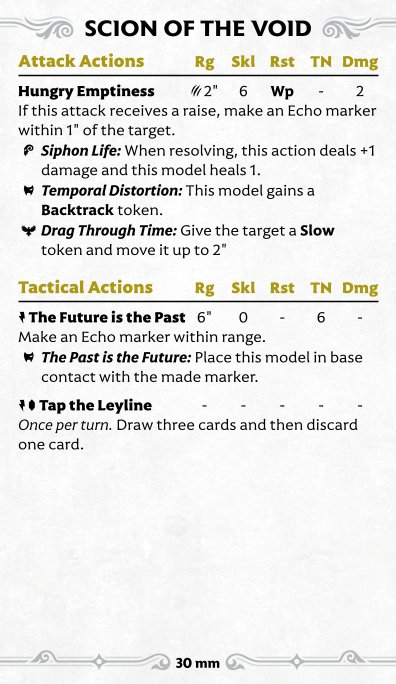 SCION OF THE VOID
Attack Actions Rg Skl Rst TN Dmg
Hungry Emptiness 2" 6 Wp - 2
If this attack receives a raise, make an Echo marker
within 1" of the target.
Siphon Life: When resolving, this action deals +1
damage and this model heals 1.
Temporal Distortion: This model gains a
Backtrack token.
Drag Through Time: Give the target a Slow
token and move it up to 2"
Tactical Actions Rg Skl Rst TN Dmg
The Future is the Past 6" 0 - 6 -
Make an Echo marker within range.
The Past is the Future: Place this model in base
contact with the made marker.
Tap the Leyline - - - - -
Once per turn. Draw three cards and then discard
one card.
30 mm